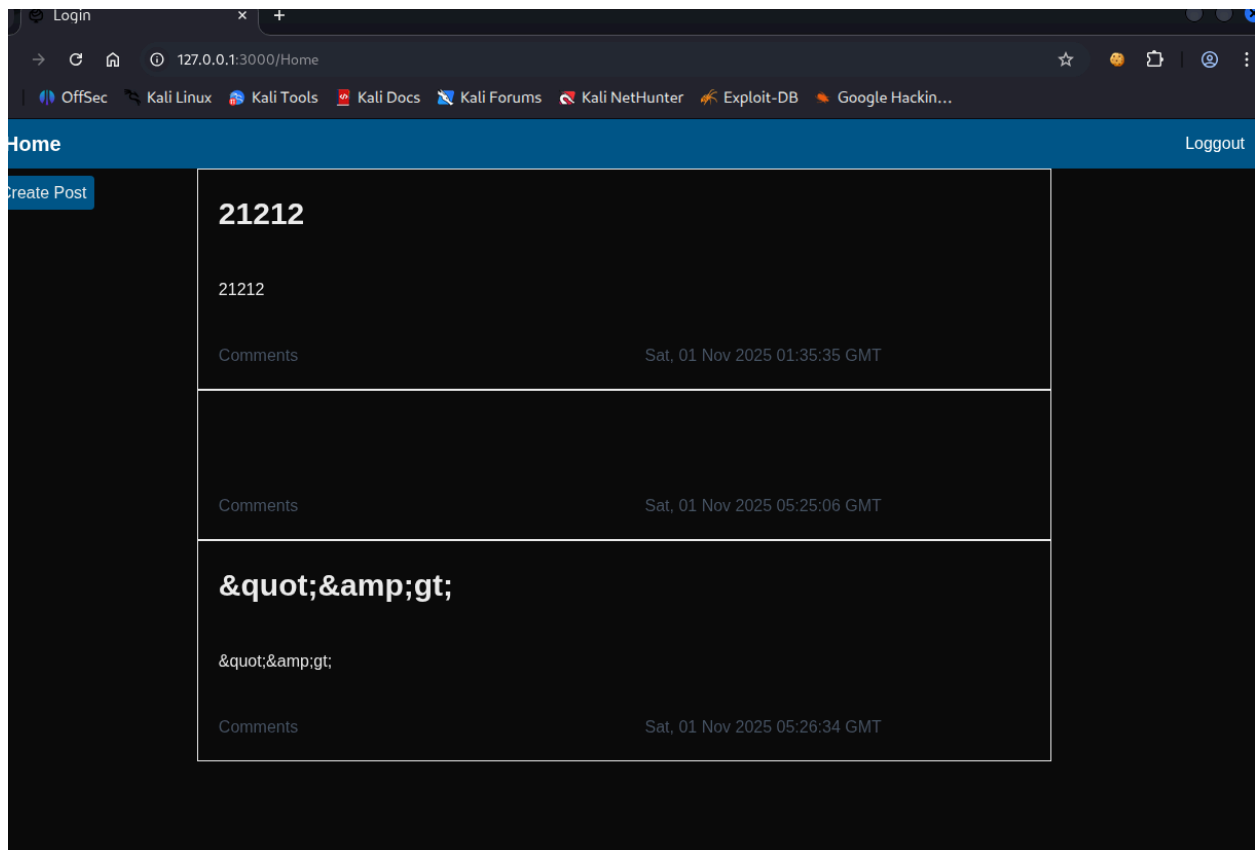 Login
127.0.0.1:3000/Home
OffSec Kali Linux Kali Tools Kali Docs Kali Forums Kali NetHunter Exploit-DB Google Hackin...
Home Loggout
Create Post
21212
21212
Comments Sat, 01 Nov 2025 01:35:35 GMT
Comments Sat, 01 Nov 2025 05:25:06 GMT
&quot;&amp;gt;
&quot;&amp;gt;
Comments Sat, 01 Nov 2025 05:26:34 GMT